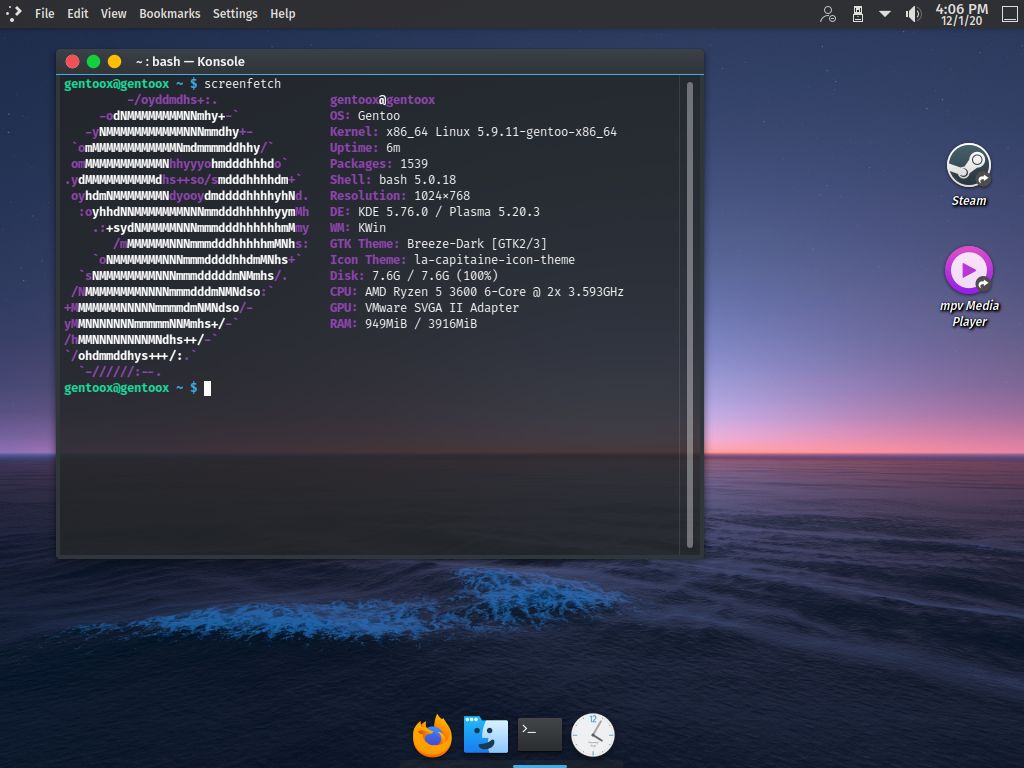 File Edit View Bookmarks Settings Help
4:06 PM
12/1/20
~ : bash — Konsole
gentoox@gentoox ~ $ screenfetch
-/oyddmdhs+:. gentoox@gentoox
-odNMMMMMMMMNNmhy+-` OS: Gentoo
-yNMMMMMMMMMMMNNNmmdhy+- Kernel: x86_64 Linux 5.9.11-gentoo-x86_64
`omMMMMMMMMMMMMNmdmmmmddhhy/` Uptime: 6m
omMMMMMMMMMMMNhhyyyohmdddhhhdo` Packages: 1539
.ydMMMMMMMMMMdhs++so/smdddhhhhdm+` Shell: bash 5.0.18
oyhdmNMMMMMMMNdyooydmddddhhhhyhNd. Resolution: 1024×768
:oyhhdNNMMMMMMMNNNmmdddhhhhhyymMh DE: KDE 5.76.0 / Plasma 5.20.3
.:+sydNMMMMMNNNmmmdddhhhhhhmMmy WM: KWin
/mMMMMMMNNNmmmdddhhhhhmMNhs: GTK Theme: Breeze-Dark [GTK2/3]
`oNMMMMMMMNNNmmmddddhhdmMNhs+` Icon Theme: la-capitaine-icon-theme
`sNMMMMMMMMNNNmmmdddddmNMmhs/. Disk: 7.6G / 7.6G (100%)
/NMMMMMMMMNNNNmmmdddmNMNdso:` CPU: AMD Ryzen 5 3600 6-Core @ 2x 3.593GHz
+MMMMMMMNNNNNmmmmdmNMNdso/- GPU: VMware SVGA II Adapter
yMMNNNNNNNmmmmmNNMmhs+/-` RAM: 949MiB / 3916MiB
/hMMNNNNNNNNMNdhs++/-`
`/ohdmmddhys+++/:.`
`-//////:--.
gentoox@gentoox ~ $
Steam
mpv Media
Player
12